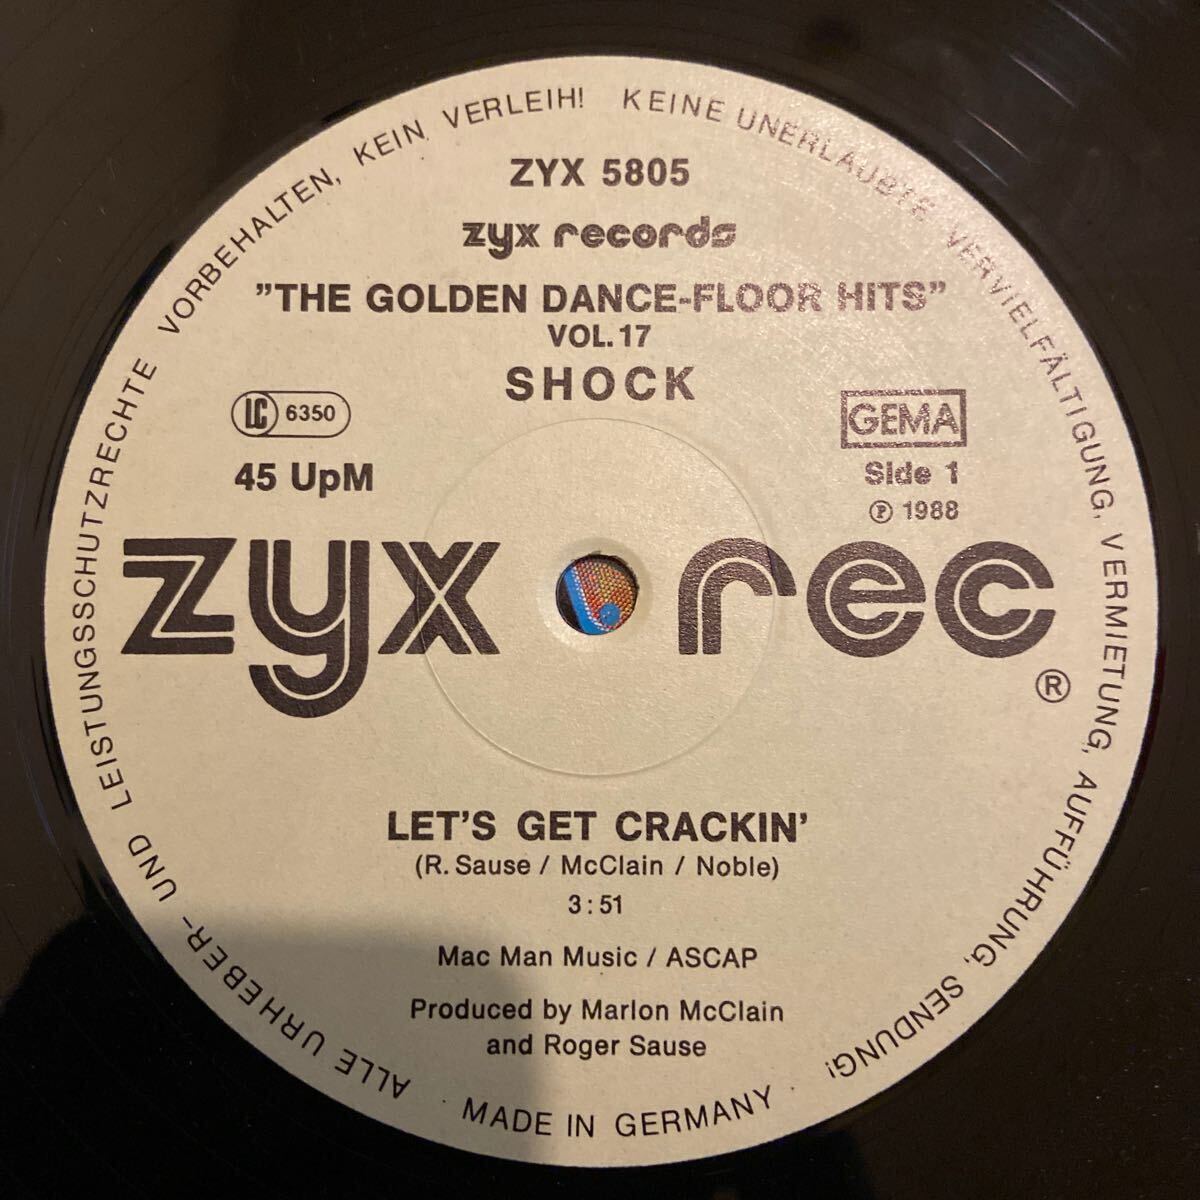 ALLE URHEBER- UND LEISTUNGSSCHUTZRECHTE VORBEHALTEN, KEIN VERLEIH! KEINE UNERLAUBTE VERVIELFÄLTIGUNG, VERMIETUNG, AUFFÜHRUNG, SENDUNG!
ZYX 5805
zyx records
"THE GOLDEN DANCE-FLOOR HITS"
VOL. 17
SHOCK
LC 6350
GEMA
45 UpM
Side 1
℗ 1988
zyx rec
®
LET'S GET CRACKIN'
(R. Sause / McClain / Noble)
3:51
Mac Man Music / ASCAP
Produced by Marlon McClain
and Roger Sause
· MADE IN GERMANY ·